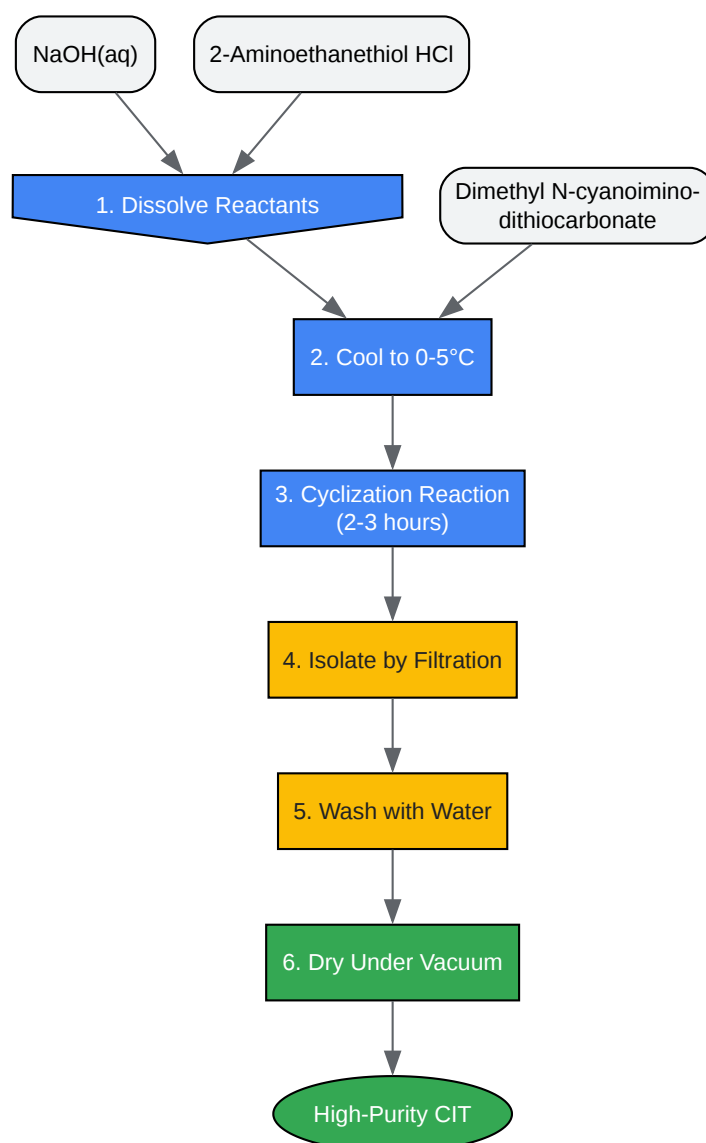 NaOH(aq)
2-Aminoethanethiol HCl
1. Dissolve Reactants
Dimethyl N-cyanoimino-
dithiocarbonate
2. Cool to 0-5°C
3. Cyclization Reaction
(2-3 hours)
4. Isolate by Filtration
5. Wash with Water
6. Dry Under Vacuum
High-Purity CIT